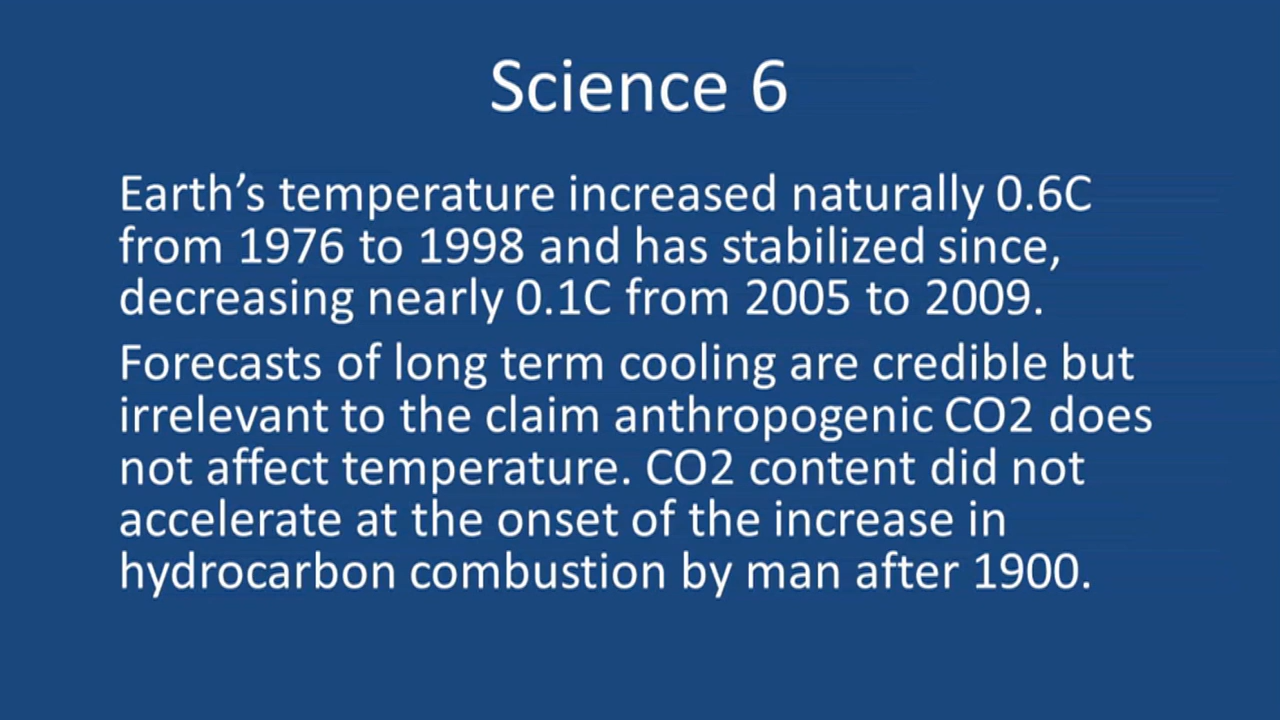 Science 6
Earth’s temperature increased naturally 0.6C
from 1976 to 1998 and has stabilized since,
decreasing nearly 0.1C from 2005 to 2009.
Forecasts of long term cooling are credible but
irrelevant to the claim anthropogenic CO2 does
not affect temperature. CO2 content did not
accelerate at the onset of the increase in
hydrocarbon combustion by man after 1900.